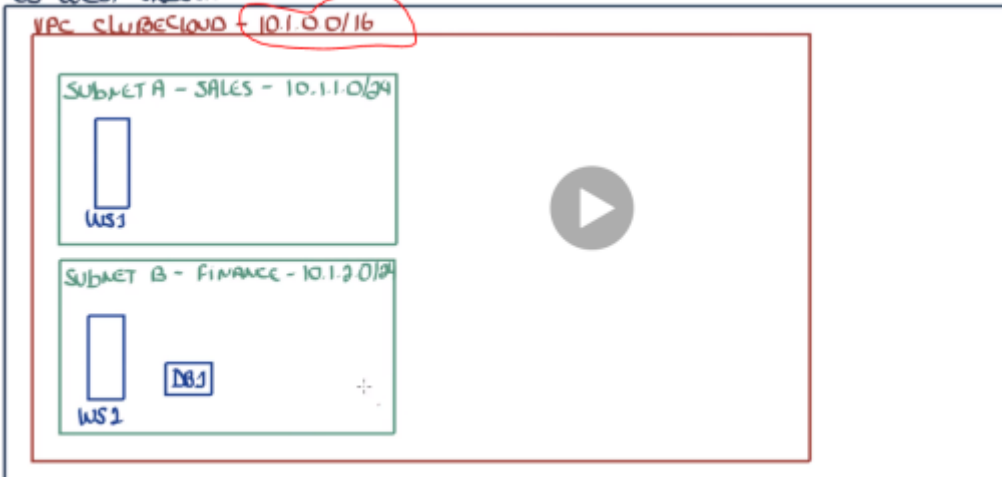 VPC CLUBECLOUD - 10.1.0.0/16
SUBNET A - SALES - 10.1.1.0/24
WS1
SUBNET B - FINANCE - 10.1.2.0/24
DB1
WS2